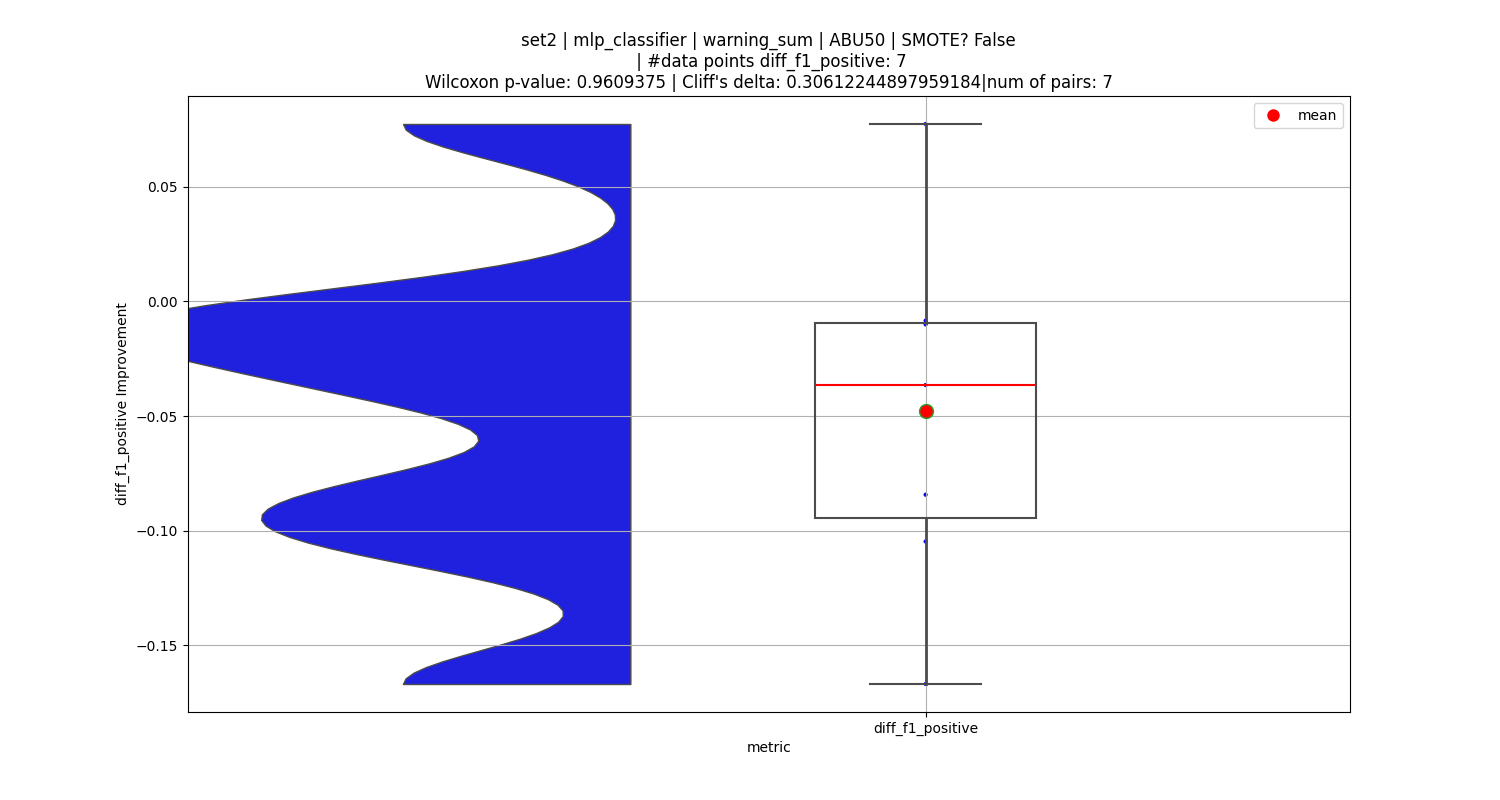 set2 | mlp_classifier | warning_sum | ABU50 | SMOTE? False
| #data points diff_f1_positive: 7
Wilcoxon p-value: 0.9609375 | Cliff's delta: 0.30612244897959184|num of pairs: 7
mean
0.05
0.00
−0.05
−0.10
−0.15
diff_f1_positive Improvement
diff_f1_positive
metric